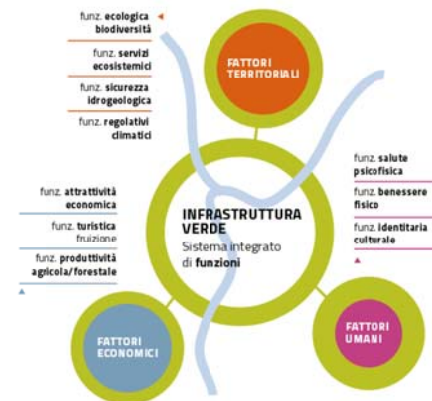 funz. ecologica
biodiversità
funz. servizi
ecosistemici
funz. sicurezza
idrogeologica
funz. regolativi
climatici
FATTORI
TERRITORIALI
funz. salute
psicofisica
funz. benessere
fisico
funz. identitaria
culturale
funz. attrattività
economica
funz. turistica
fruizione
funz. produttività
agricola/forestale
INFRASTRUTTURA
VERDE
Sistema integrato
di funzioni
FATTORI
ECONOMICI
FATTORI
UMANI